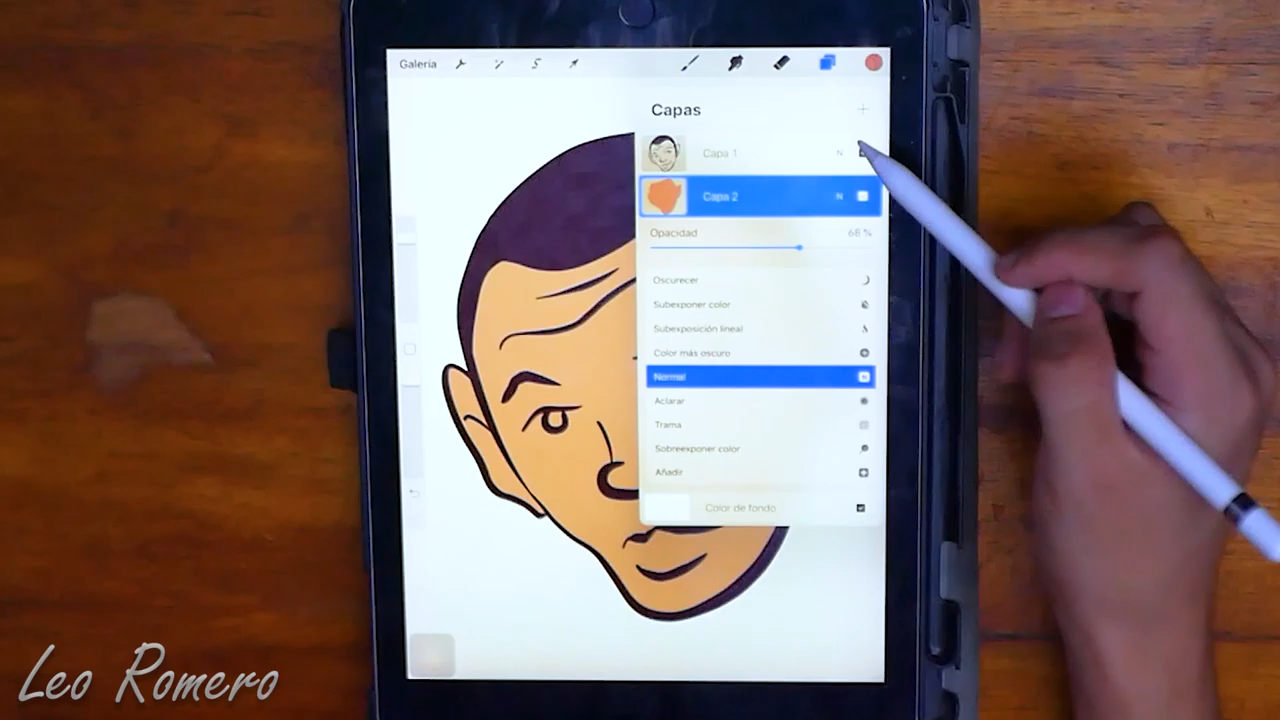 Galería
Capas
Capa 1 N
Capa 2 N
Opacidad 68 %
Oscurecer
Subexponer color
Subexposición lineal
Color más oscuro
Normal N
Aclarar
Trama
Sobreexponer color
Añadir
Color de fondo
Leo Romero